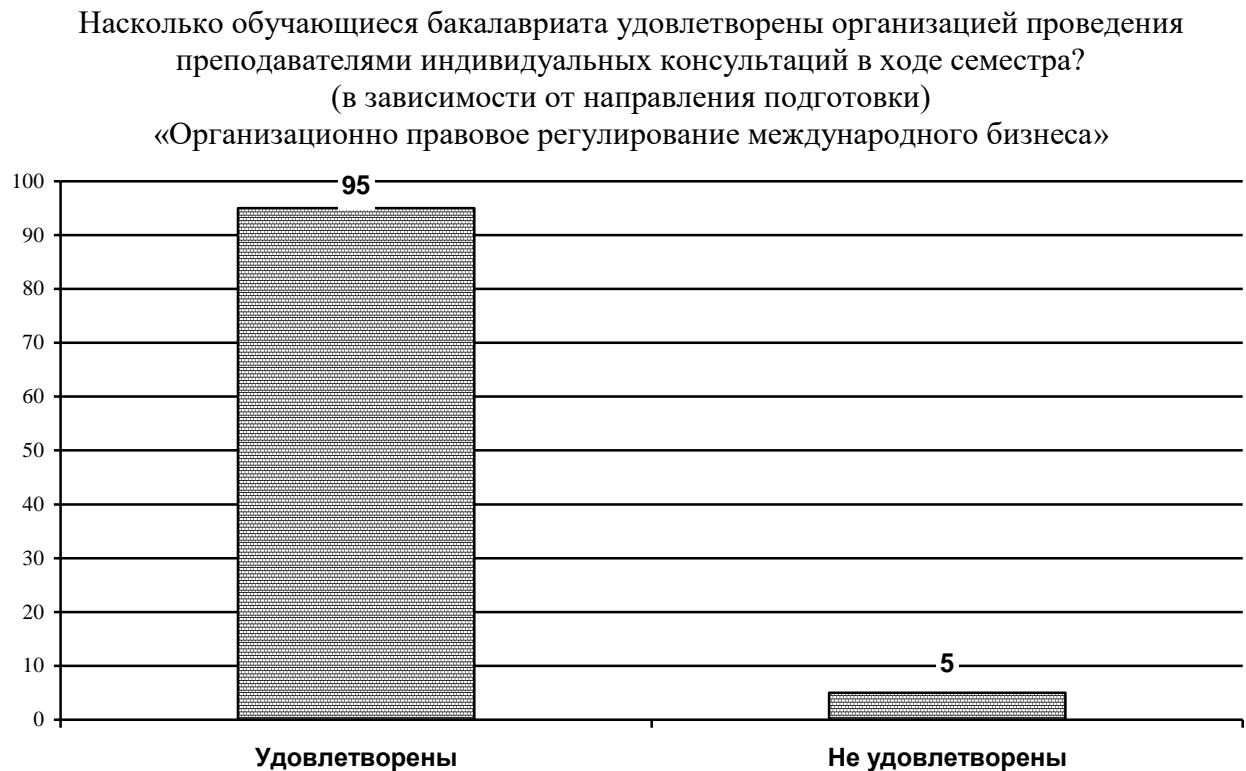 Насколько обучающиеся бакалавриата удовлетворены организацией проведения
преподавателями индивидуальных консультаций в ходе семестра?
(в зависимости от направления подготовки)
«Организационно правовое регулирование международного бизнеса»
100
95
90
80
70
60
50
40
30
20
10
5
0
Удовлетворены
Не удовлетворены